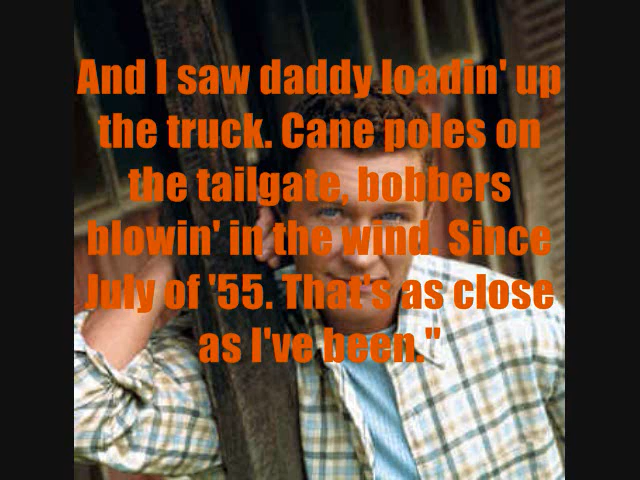 And I saw daddy loadin' up
the truck. Cane poles on
the tailgate, bobbers
blowin' in the wind. Since
July of '55. That's as close
as I've been."